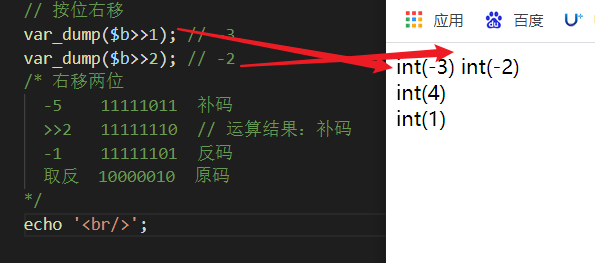 // 按位右移
var_dump($b>>1); // -3
var_dump($b>>2); // -2
/* 右移两位
-5 11111011 补码
>>2 11111110 // 运算结果：补码
-1 11111101 反码
取反 10000010 原码
*/
echo '<br/>';
应用 百度 U+
int(-3) int(-2)
int(4)
int(1)